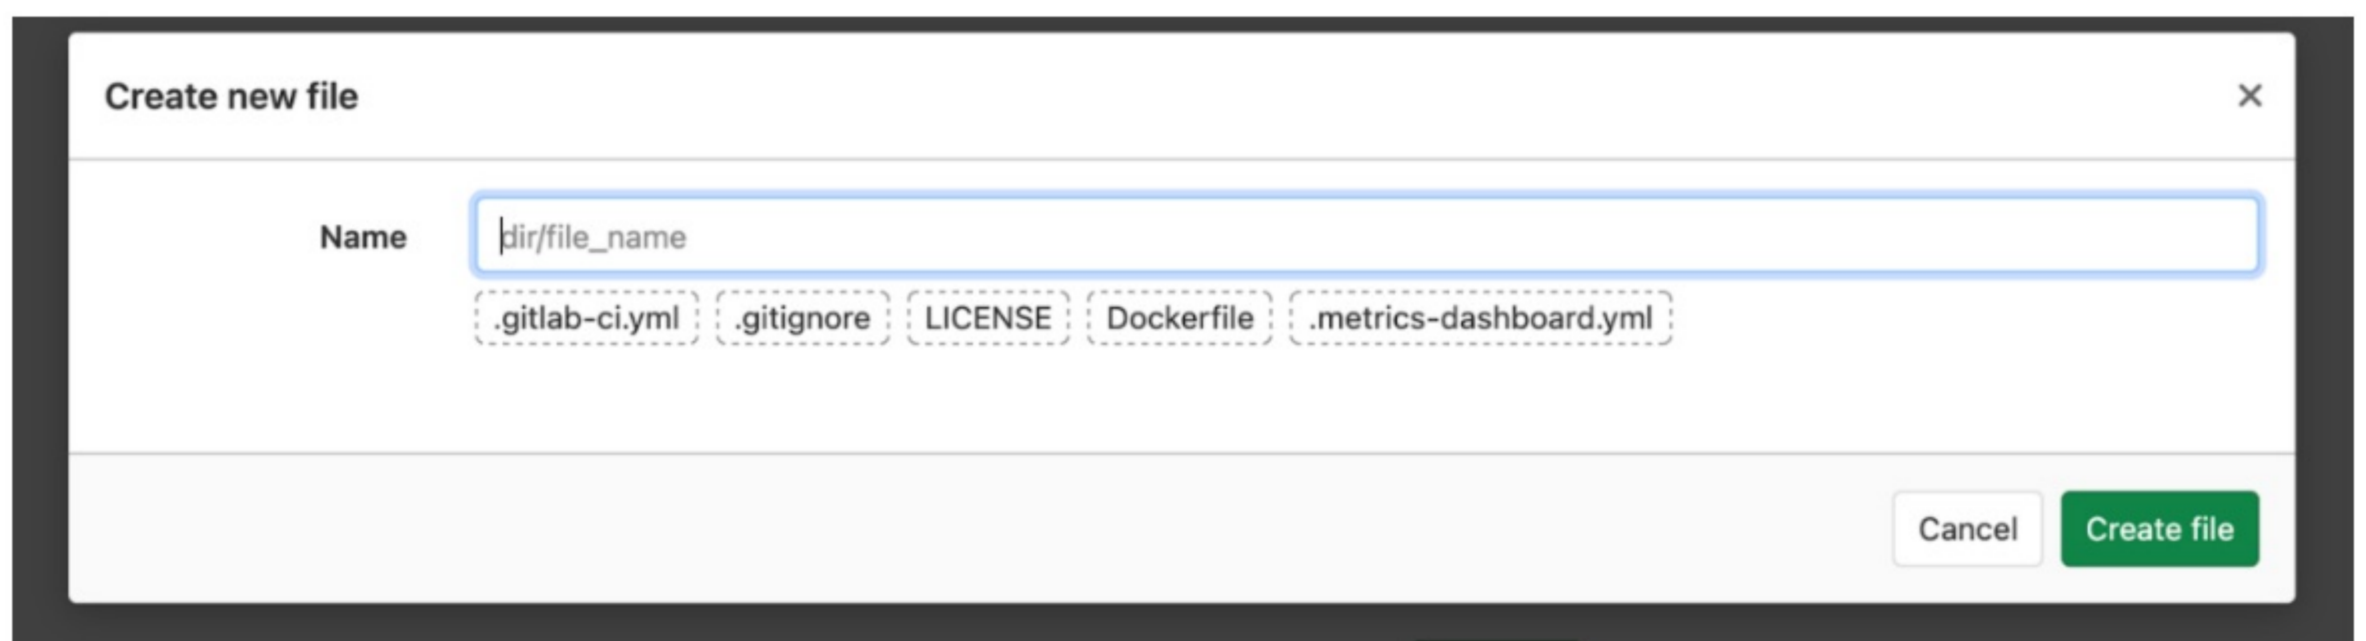 Create new file
Name dir/file_name
.gitlab-ci.yml .gitignore LICENSE Dockerfile .metrics-dashboard.yml
Cancel Create file